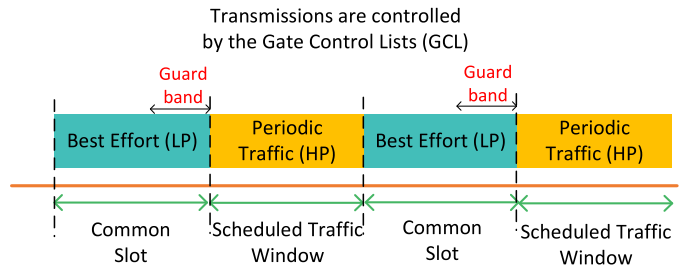 Transmissions are controlled
by the Gate Control Lists (GCL)
Guard
band
Guard
band
Best Effort (LP)
Periodic
Traffic (HP)
Best Effort (LP)
Periodic
Traffic (HP)
Common
Slot
Scheduled Traffic
Window
Common
Slot
Scheduled Traffic
Window